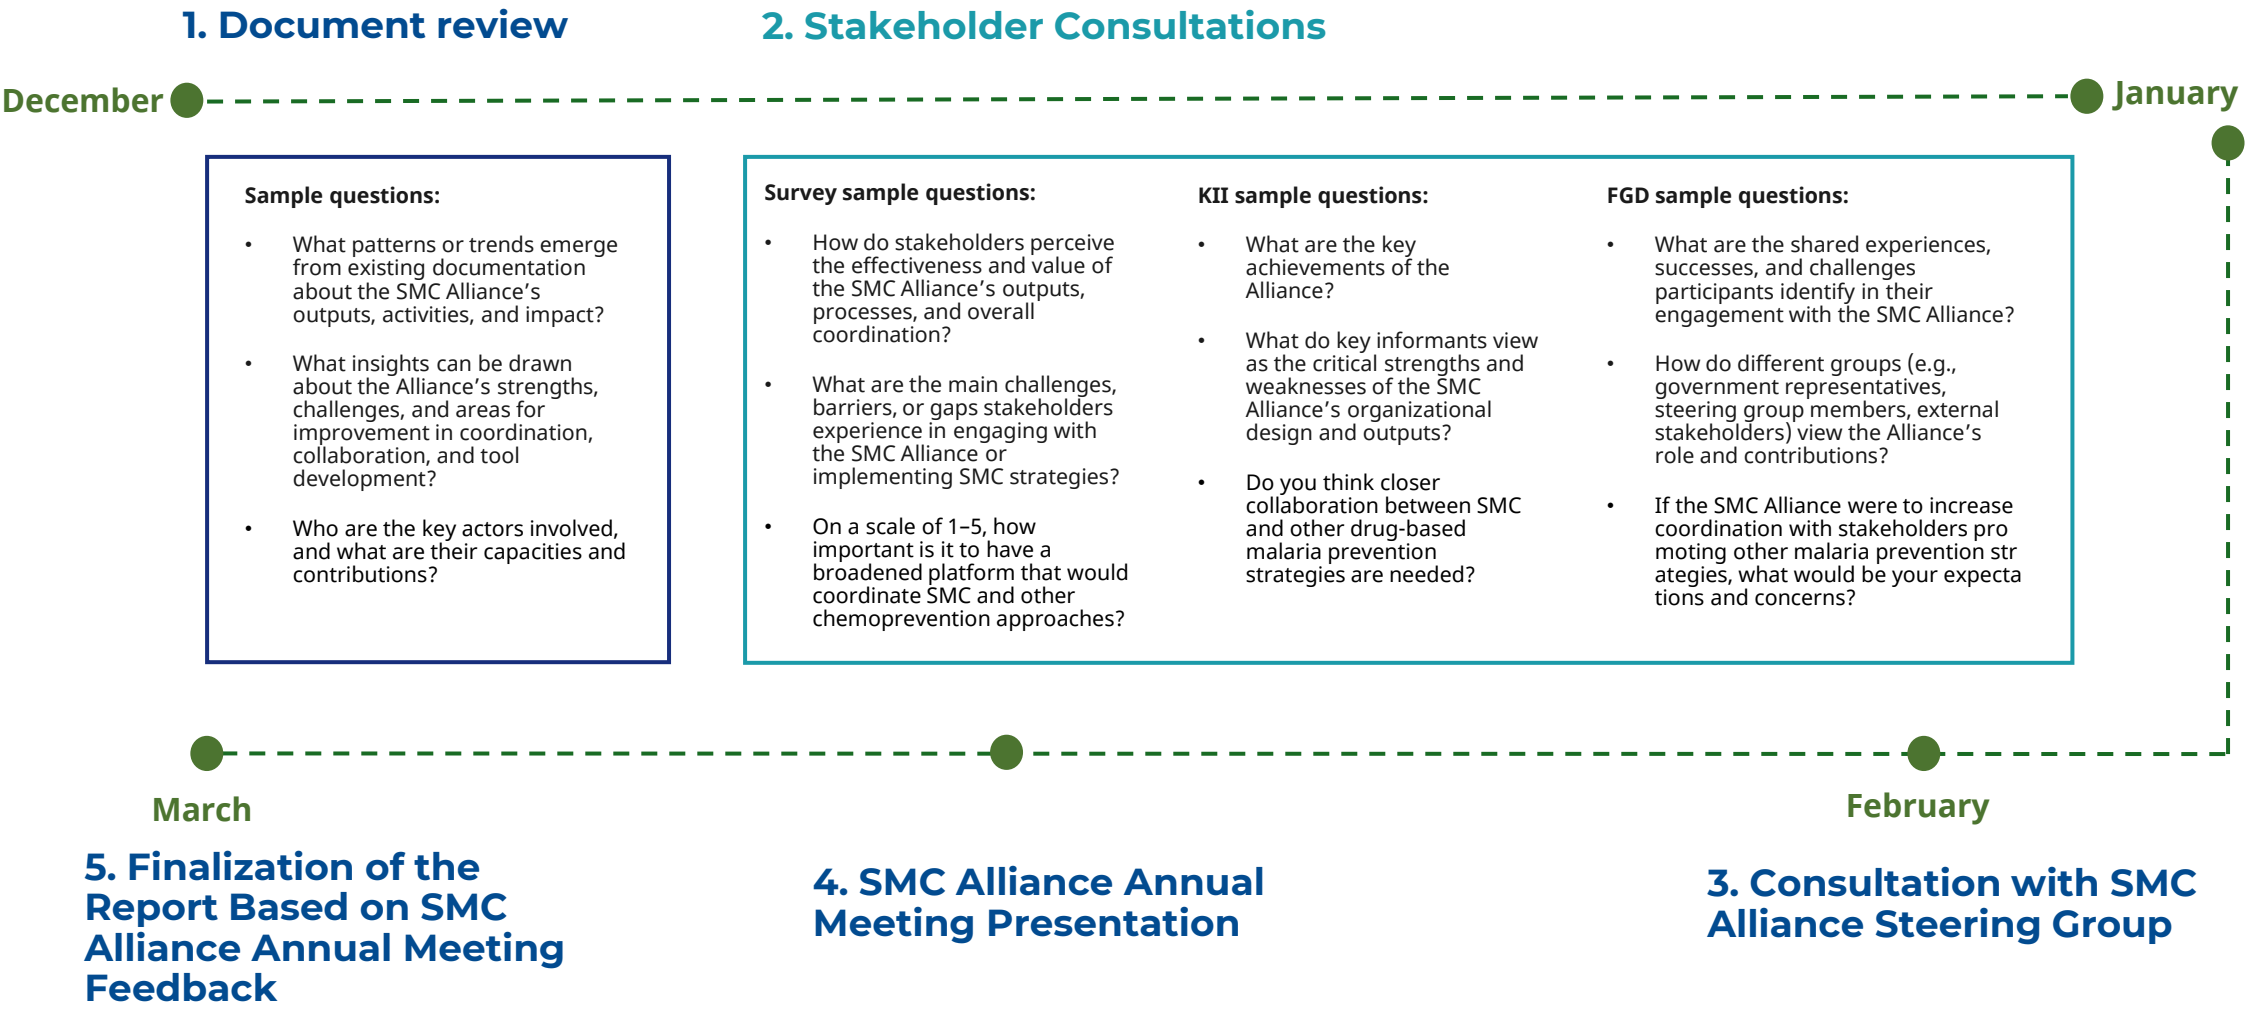 1. Document review
2. Stakeholder Consultations
December
January
Sample questions:
• What patterns or trends emerge
from existing documentation
about the SMC Alliance's
outputs, activities, and impact?
• What insights can be drawn
about the Alliance's strengths,
challenges, and areas for
improvement in coordination,
collaboration, and tool
development?
• Who are the key actors involved,
and what are their capacities and
contributions?
Survey sample questions:
• How do stakeholders perceive
the effectiveness and value of
the SMC Alliance's outputs,
processes, and overall
coordination?
• What are the main challenges,
barriers, or gaps stakeholders
experience in engaging with
the SMC Alliance or
implementing SMC strategies?
• On a scale of 1–5, how
important is it to have a
broadened platform that would
coordinate SMC and other
chemoprevention approaches?
KII sample questions:
• What are the key
achievements of the
Alliance?
• What do key informants view
as the critical strengths and
weaknesses of the SMC
Alliance's organizational
design and outputs?
• Do you think closer
collaboration between SMC
and other drug-based
malaria prevention
strategies are needed?
FGD sample questions:
• What are the shared experiences,
successes, and challenges
participants identify in their
engagement with the SMC Alliance?
• How do different groups (e.g.,
government representatives,
steering group members, external
stakeholders) view the Alliance's
role and contributions?
• If the SMC Alliance were to increase
coordination with stakeholders pro
moting other malaria prevention str
ategies, what would be your expecta
tions and concerns?
February
3. Consultation with SMC
Alliance Steering Group
4. SMC Alliance Annual
Meeting Presentation
March
5. Finalization of the
Report Based on SMC
Alliance Annual Meeting
Feedback